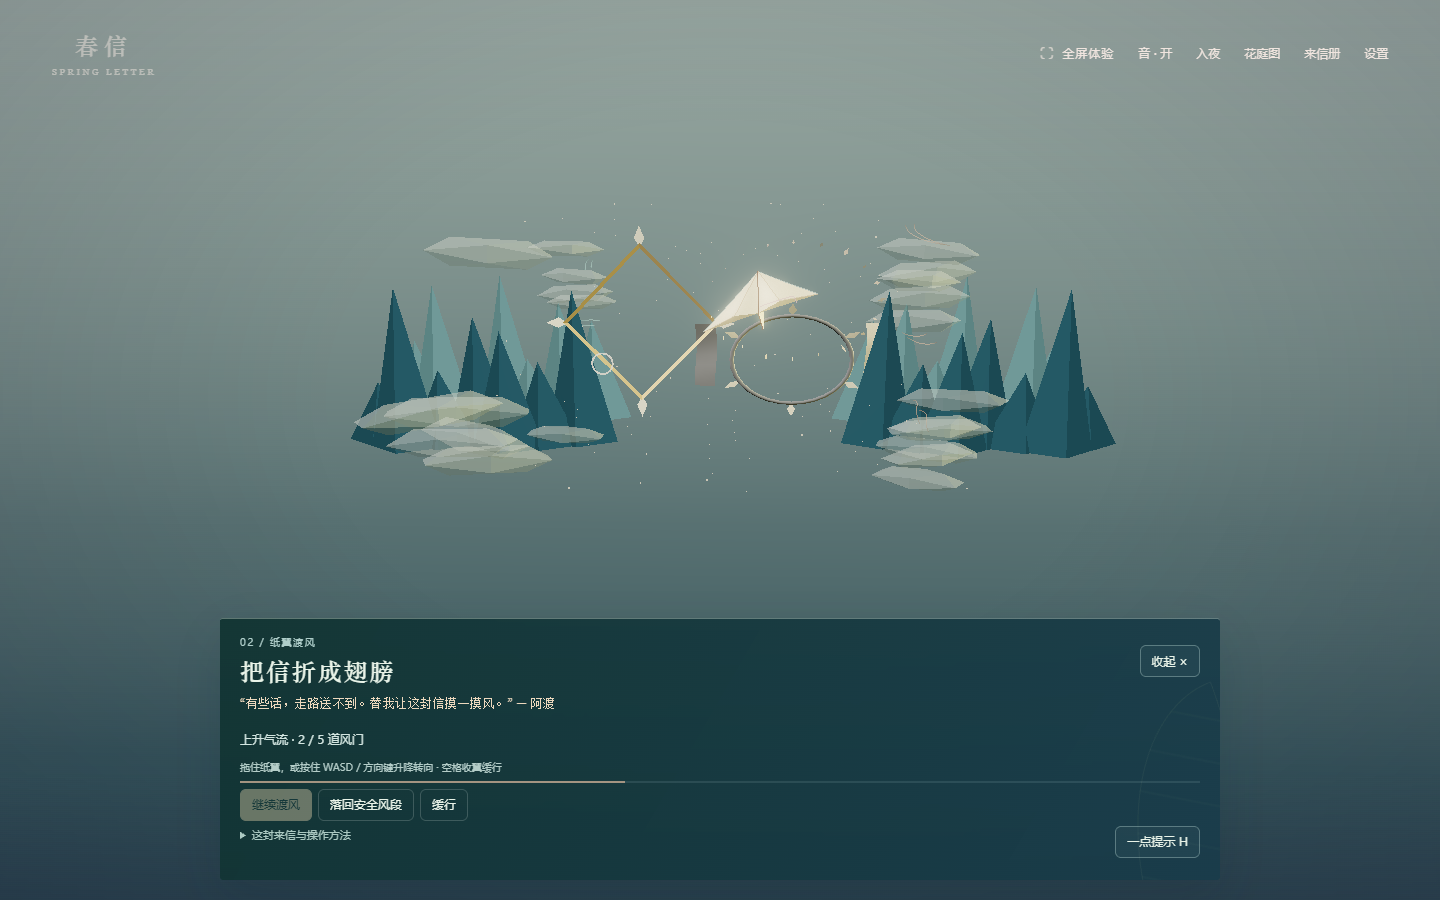 春信
SPRING LETTER
全屏体验 音·开 入夜 花庭图 来信册 设置
02 / 纸翼渡风
把信折成翅膀
收起 ×
“有些话，走路送不到。替我让这封信摸一摸风。” — 阿渡
上升气流 · 2 / 5 道风门
拖住纸翼，或按住 WASD / 方向键升降转向 · 空格收翼缓行
继续渡风 落回安全风段 缓行
▶ 这封来信与操作方法
一点提示 H